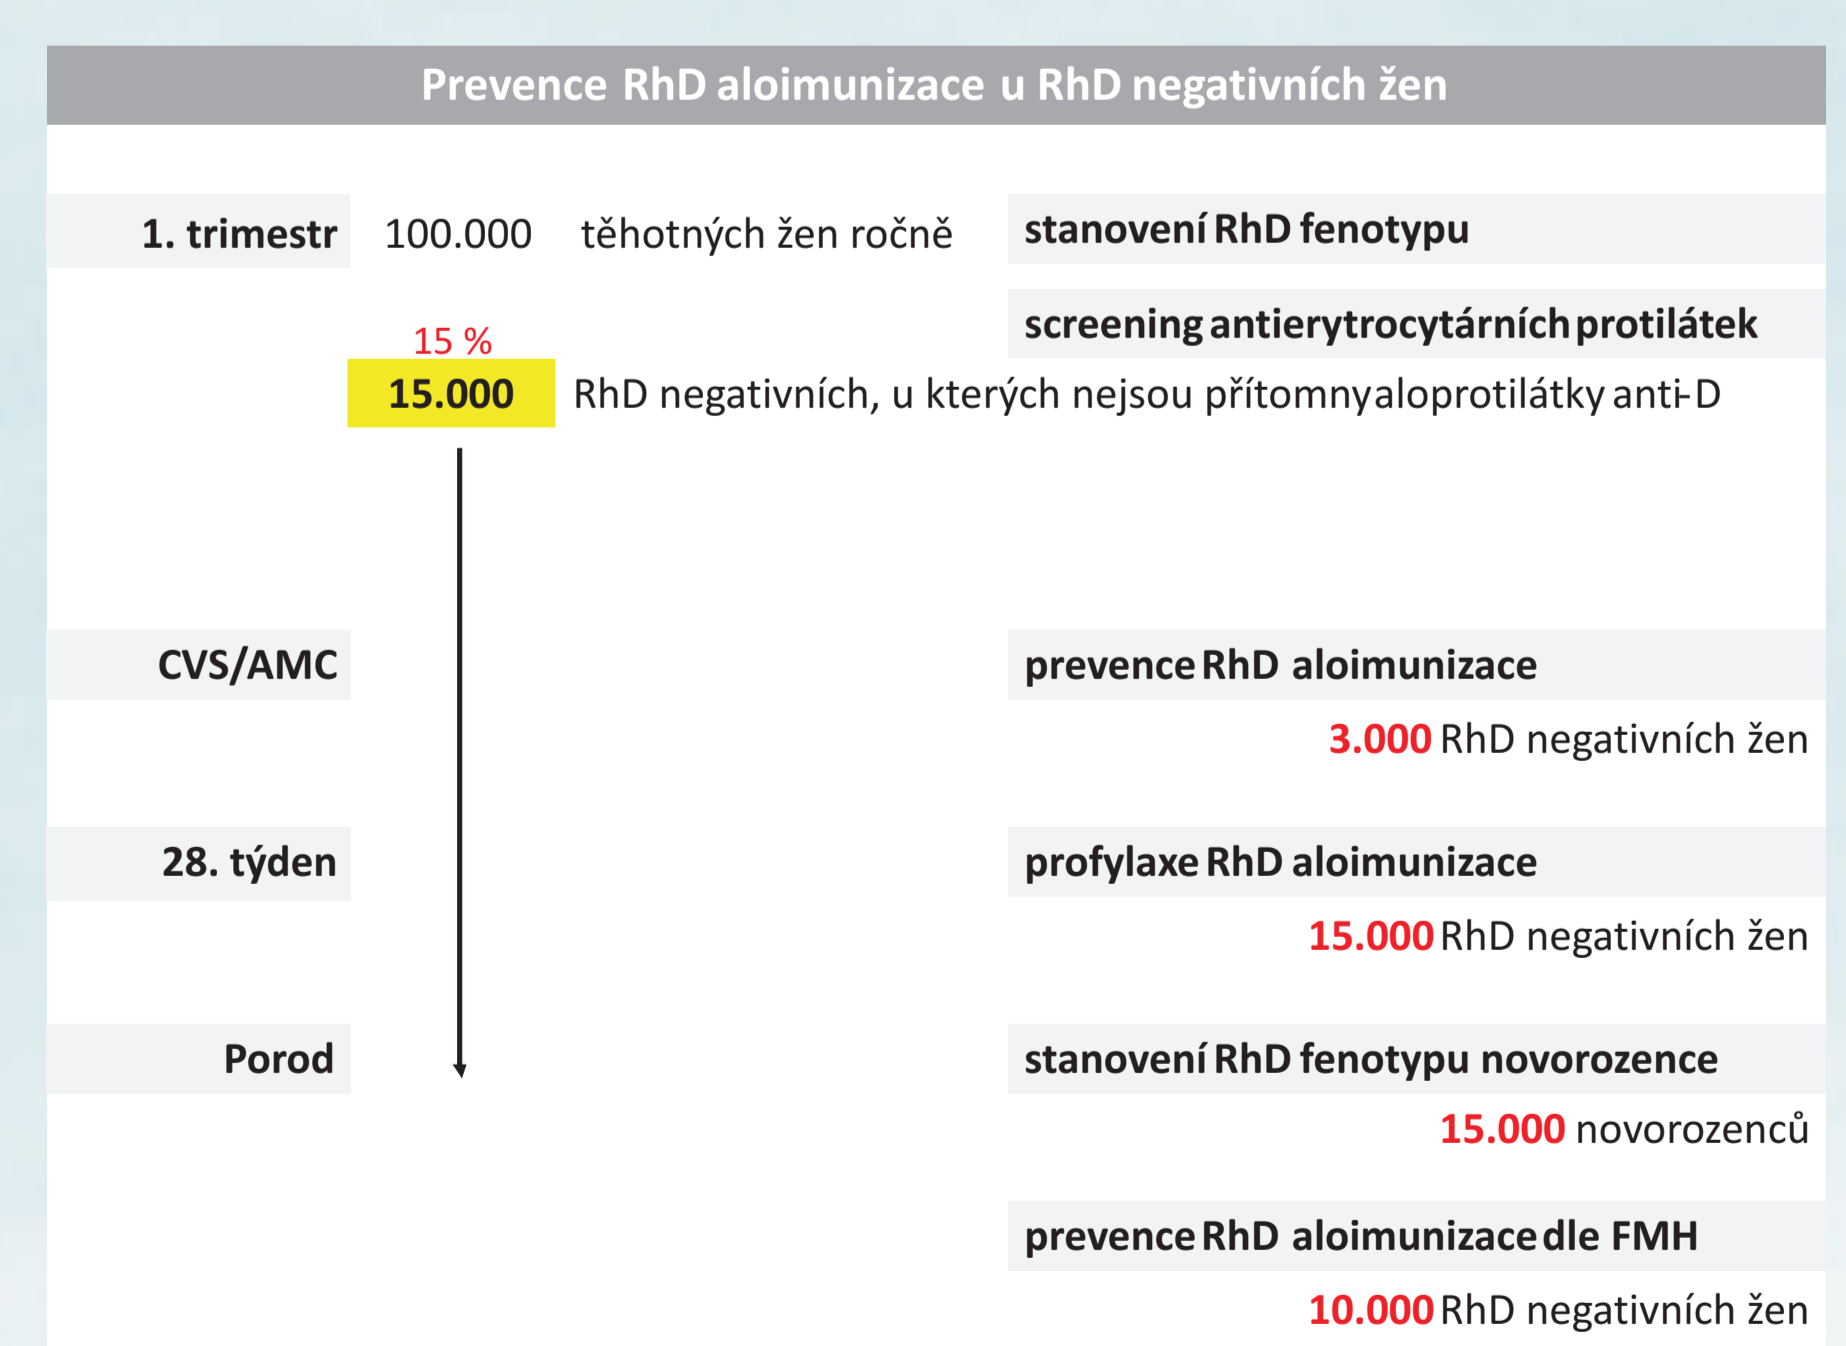 Prevence RhD aloimunizace u RhD negativních žen
1. trimestr 100.000 těhotných žen ročně stanovení RhD fenotypu
screening antierytrocytárních protilátek
15 %
15.000 RhD negativních, u kterých nejsou přítomny aloprotilátky anti-D
CVS/AMC prevence RhD aloimunizace
3.000 RhD negativních žen
28. týden profylaxe RhD aloimunizace
15.000 RhD negativních žen
Porod stanovení RhD fenotypu novorozence
15.000 novorozenců
prevence RhD aloimunizace dle FMH
10.000 RhD negativních žen